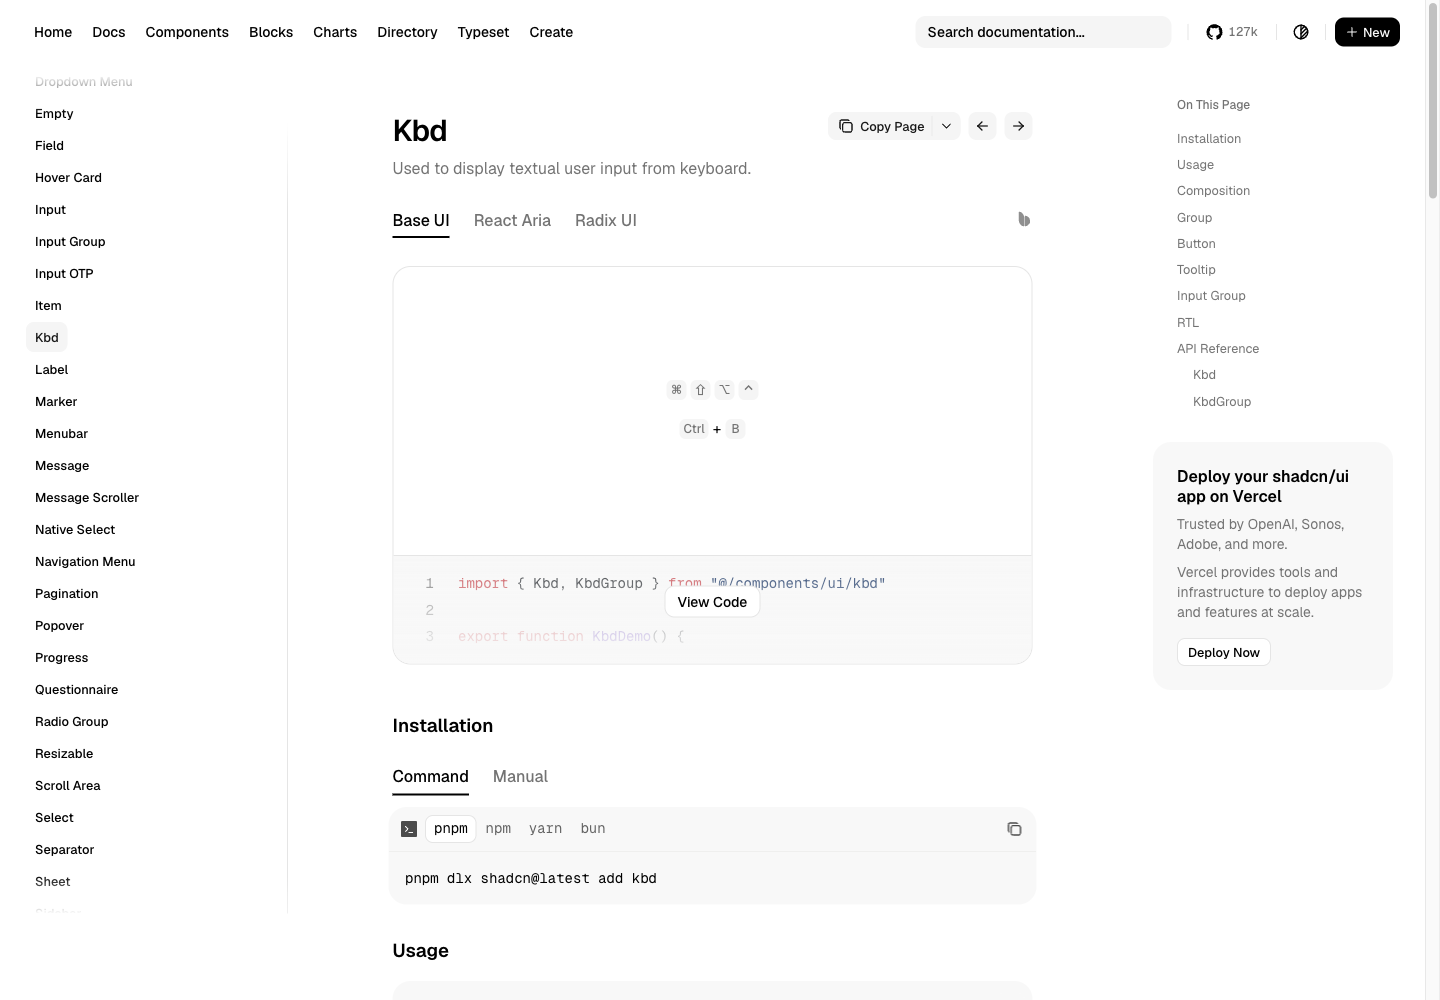 Home Docs Components Blocks Charts Directory Typeset Create
Search documentation...
127k
New
Dropdown Menu
Empty
Field
Hover Card
Input
Input Group
Input OTP
Item
Kbd
Label
Marker
Menubar
Message
Message Scroller
Native Select
Navigation Menu
Pagination
Popover
Progress
Questionnaire
Radio Group
Resizable
Scroll Area
Select
Separator
Sheet
Kbd
Copy Page
Used to display textual user input from keyboard.
Base UI React Aria Radix UI
⌘ ⇧ ⌥ ⌃
Ctrl + B
1 import { Kbd, KbdGroup } from "@/components/ui/kbd"
2
View Code
3 export function KbdDemo() {
Installation
Command Manual
pnpm npm yarn bun
pnpm dlx shadcn@latest add kbd
Usage
On This Page
Installation
Usage
Composition
Group
Button
Tooltip
Input Group
RTL
API Reference
Kbd
KbdGroup
Deploy your shadcn/ui
app on Vercel
Trusted by OpenAI, Sonos,
Adobe, and more.
Vercel provides tools and
infrastructure to deploy apps
and features at scale.
Deploy Now